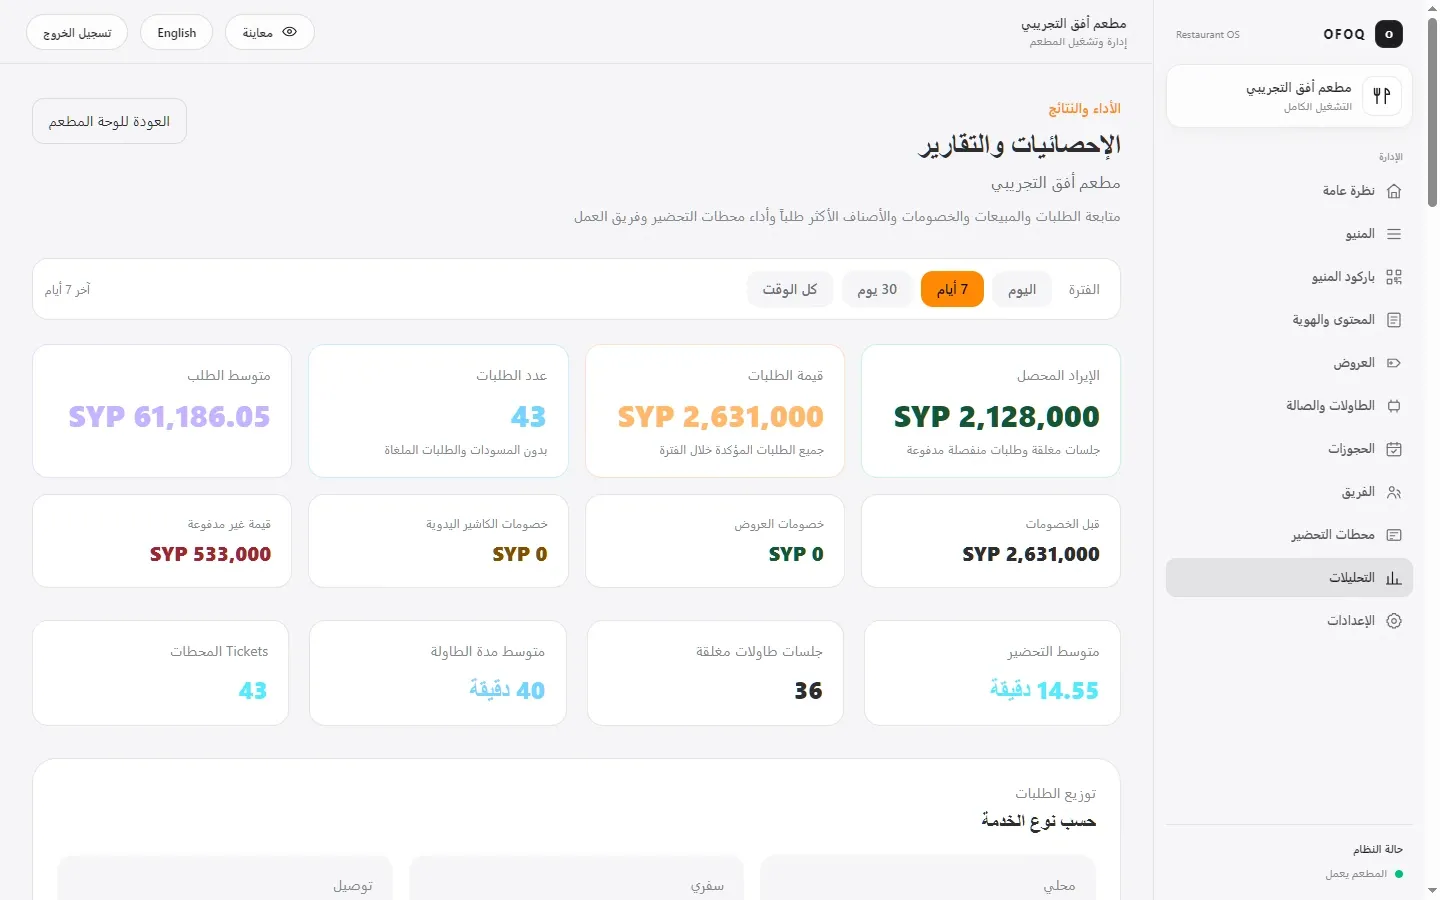 OFOQ
Restaurant OS
مطعم أفق التجريبي
التشغيل الكامل
الإدارة
نظرة عامة
المنيو
باركود المنيو
المحتوى والهوية
العروض
الطاولات والصالة
الحجوزات
الفريق
محطات التحضير
التحليلات
الإعدادات
حالة النظام
المطعم يعمل
مطعم أفق التجريبي
إدارة وتشغيل المطعم
معاينة
English
تسجيل الخروج
الأداء والنتائج
الإحصائيات والتقارير
مطعم أفق التجريبي
متابعة الطلبات والمبيعات والخصومات والأصناف الأكثر طلباً وأداء محطات التحضير وفريق العمل
العودة للوحة المطعم
الفترة
اليوم
7 أيام
30 يوم
كل الوقت
آخر 7 أيام
الإيراد المحصل
SYP 2,128,000
جلسات مغلقة وطلبات منفصلة مدفوعة
قيمة الطلبات
SYP 2,631,000
جميع الطلبات المؤكدة خلال الفترة
عدد الطلبات
43
بدون المسودات والطلبات الملغاة
متوسط الطلب
SYP 61,186.05
قبل الخصومات
SYP 2,631,000
خصومات العروض
SYP 0
خصومات الكاشير اليدوية
SYP 0
قيمة غير مدفوعة
SYP 533,000
متوسط التحضير
14.55 دقيقة
جلسات طاولات مغلقة
36
متوسط مدة الطاولة
40 دقيقة
Tickets المحطات
43
توزيع الطلبات
حسب نوع الخدمة
محلي
سفري
توصيل